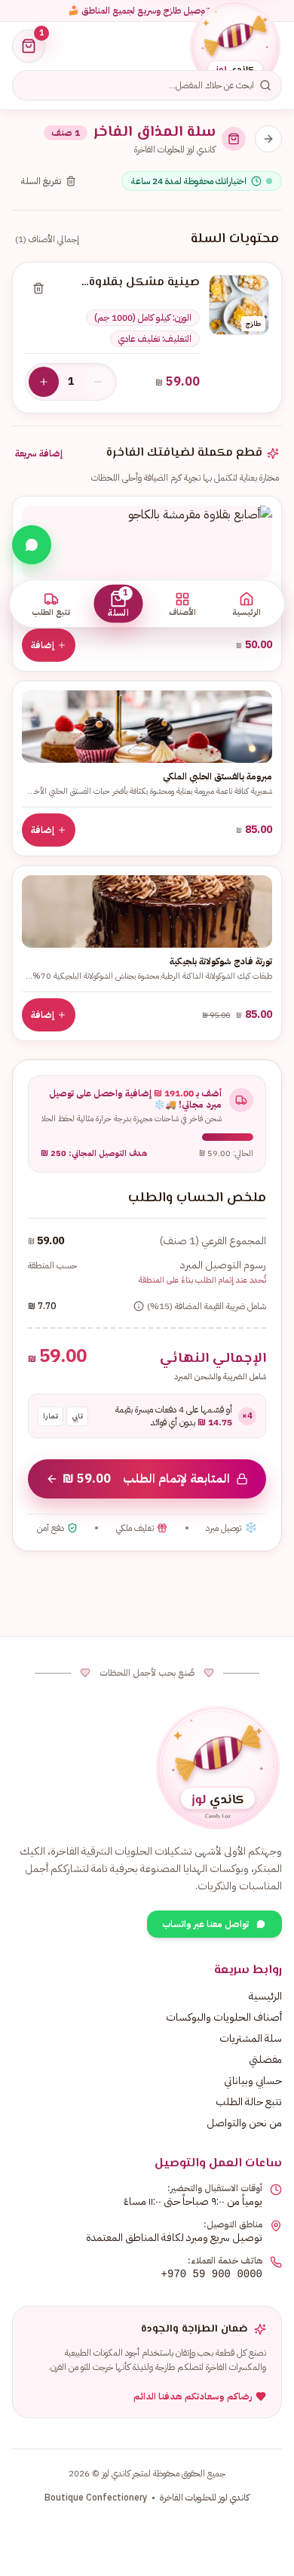 توصيل طازج وسريع لجميع المناطق 🍰
1
كاندي لوز
ابحث عن حلاك المفضل...
سلة المذاق الفاخر
1 صنف
كاندي لوز للحلويات الفاخرة
اختياراتك محفوظة لمدة 24 ساعة
تفريغ السلة
محتويات السلة
إجمالي الأصناف (1)
صينية مشكل بقلاوة...
طازج
الوزن: كيلو كامل (1000 جم)
التغليف: تغليف عادي
59.00 ₪
1
قطع مكملة لضيافتك الفاخرة
إضافة سريعة
مختارة بعناية لتكتمل بها تجربة كرم الضيافة وأحلى اللحظات
أصابع بقلاوة مقرمشة بالكاجو
الرئيسية
الأصناف
السلة
1
تتبع الطلب
50.00 ₪
+ إضافة
مبرومة بالفستق الحلبي الملكي
شعيرية كنافة ناعمة مبرومة بعناية ومحشوة بكثافة بأفخر حبات الفستق الحلبي الأخ...
85.00 ₪
+ إضافة
تورتة فادج شوكولاتة بلجيكية
طبقات كيك الشوكولاتة الداكنة الرطبة محشوة بجناش الشوكولاتة البلجيكية 70%...
85.00 ₪
95.00 ₪
+ إضافة
أضف بـ 191.00 ₪ إضافية واحصل على توصيل
مبرد مجاني! 🚚❄️
شحن فاخر في شاحنات مجهزة بدرجة حرارة مثالية لحفظ الحلا
الحالي: 59.00 ₪
هدف التوصيل المجاني: 250 ₪
ملخص الحساب والطلب
المجموع الفرعي (1 صنف)
59.00 ₪
رسوم التوصيل المبرد
حسب المنطقة
تُحدد عند إتمام الطلب بناءً على المنطقة
شامل ضريبة القيمة المضافة (15%)
7.70 ₪
الإجمالي النهائي
59.00 ₪
شامل الضريبة والشحن المبرد
4×
أو قسّمها على 4 دفعات ميسرة بقيمة
14.75 ₪ بدون أي فوائد
تابي
تمارا
المتابعة لإتمام الطلب
59.00 ₪
توصيل مبرد
•
تغليف ملكي
•
دفع آمن
صُنع بحب لأجمل اللحظات
كاندي لوز
Candy Loz
وجهتكم الأولى لأشهى تشكيلات الحلويات الشرقية الفاخرة، الكيك
المبتكر، وبوكسات الهدايا المصنوعة بحرفية تامة لتشارككم أجمل
المناسبات والذكريات.
تواصل معنا عبر واتساب
روابط سريعة
الرئيسية
أصناف الحلويات والبوكسات
سلة المشتريات
مفضلتي
حسابي وبياناتي
تتبع حالة الطلب
من نحن والتواصل
ساعات العمل والتوصيل
أوقات الاستقبال والتحضير:
يومياً من ٩:٠٠ صباحاً حتى ١١:٠٠ مساءً
مناطق التوصيل:
توصيل سريع ومبرد لكافة المناطق المعتمدة
هاتف خدمة العملاء:
+970 59 900 0000
ضمان الطزاجة والجودة
تصنع كل قطعة بحب وإتقان باستخدام أجود المكونات الطبيعية
والمكسرات الفاخرة لتصلكم طازجة ولذيذة وكأنها خرجت للتو من الفرن.
رضاكم وسعادتكم هدفنا الدائم
جميع الحقوق محفوظة لمتجر كاندي لوز © 2026
كاندي لوز للحلويات الفاخرة • Boutique Confectionery